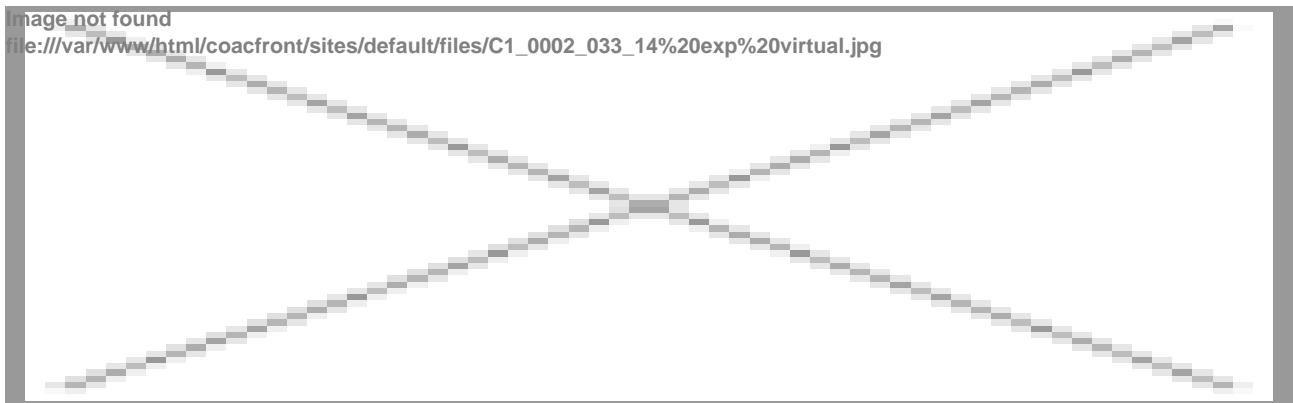 Image not found
file:///var/www/html/coacfront/sites/default/files/C1_0002_033_14%20exp%20virtual.jpg